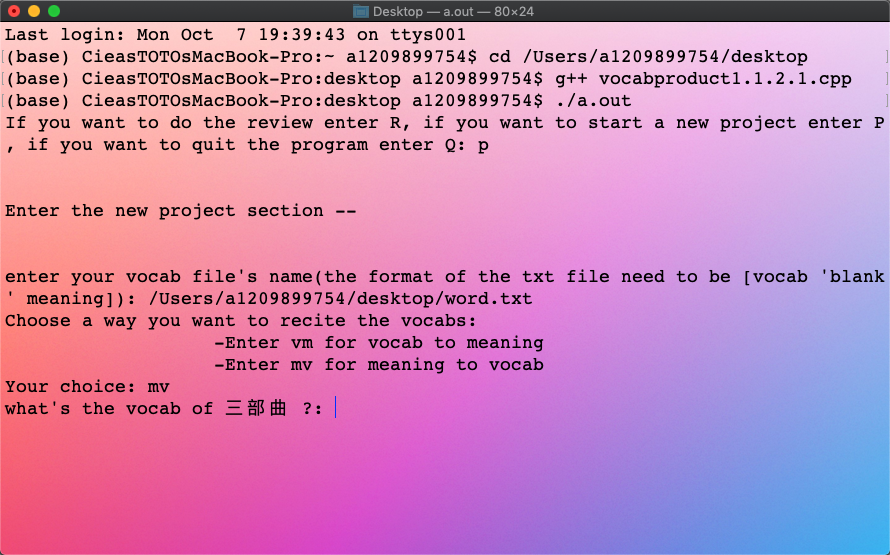 Desktop — a.out — 80×24
Last login: Mon Oct  7 19:39:43 on ttys001
(base) CieasTOTOsMacBook-Pro:~ a1209899754$ cd /Users/a1209899754/desktop
(base) CieasTOTOsMacBook-Pro:desktop a1209899754$ g++ vocabproduct1.1.2.1.cpp
(base) CieasTOTOsMacBook-Pro:desktop a1209899754$ ./a.out
If you want to do the review enter R, if you want to start a new project enter P
, if you want to quit the program enter Q: p
Enter the new project section --
enter your vocab file's name(the format of the txt file need to be [vocab 'blank
' meaning]): /Users/a1209899754/desktop/word.txt
Choose a way you want to recite the vocabs:
-Enter vm for vocab to meaning
-Enter mv for meaning to vocab
Your choice: mv
what's the vocab of 三部曲 ?: